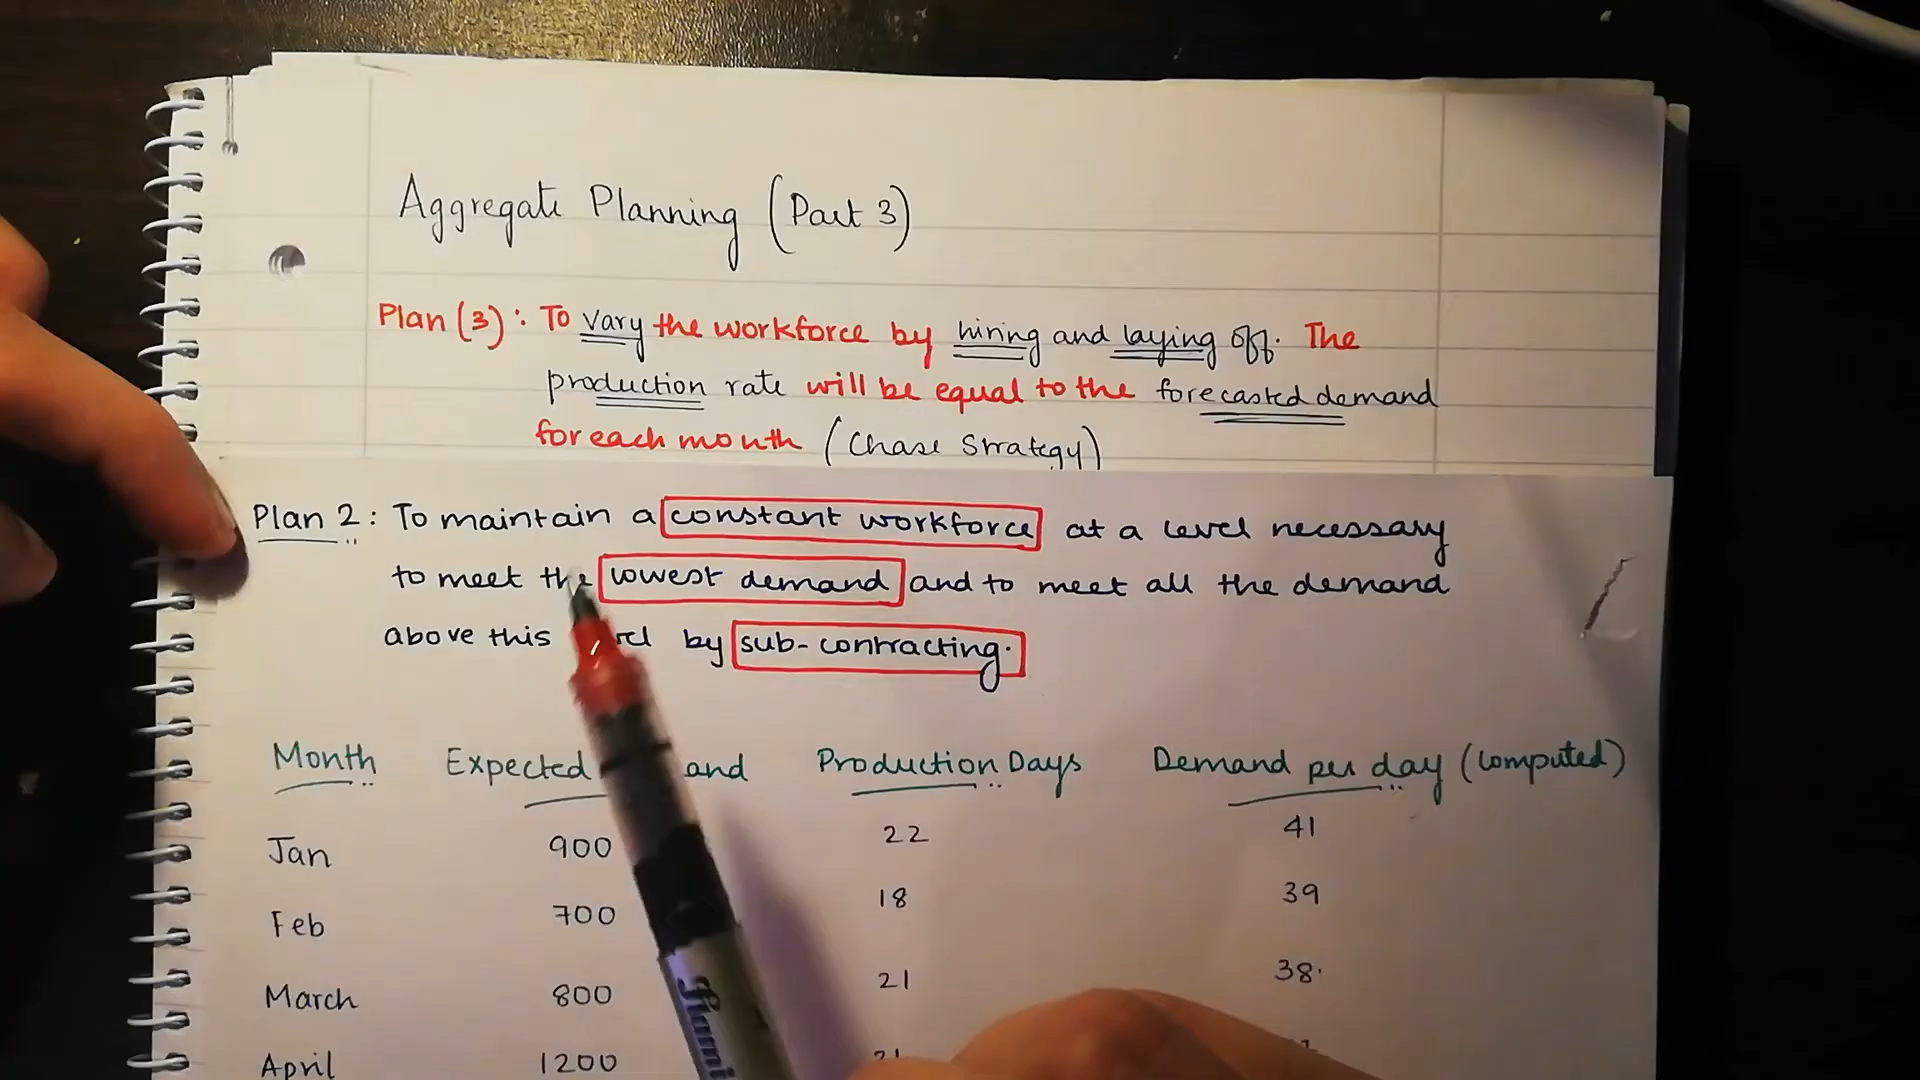 Aggregate Planning (Part 3)
Plan (3): To vary the workforce by hiring and laying off. The
production rate will be equal to the forecasted demand
for each month (Chase Strategy)
Plan 2: To maintain a constant workforce at a level necessary
to meet the lowest demand and to meet all the demand
above this by sub-contracting.
Month Expected Production Days Demand per day (computed)
Jan 900 22 41
Feb 700 18 39
March 800 21 38.
April 1200